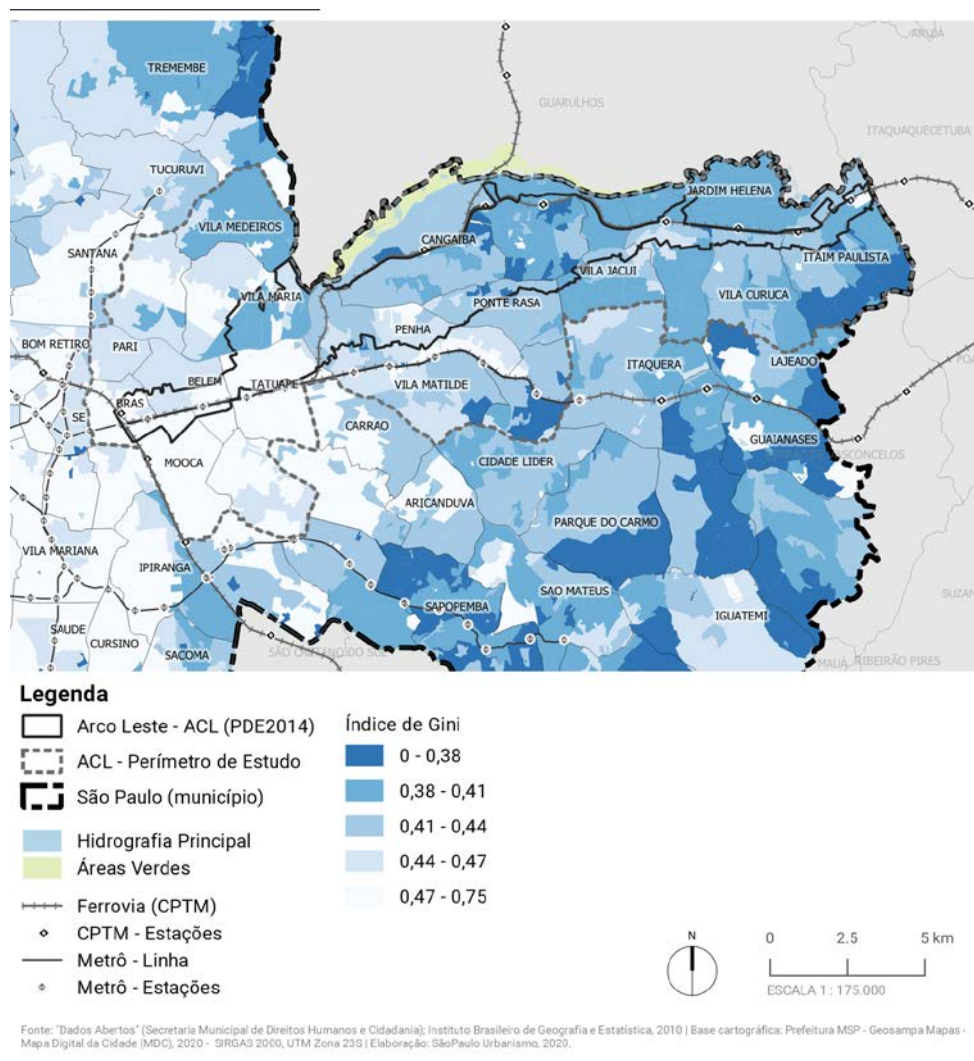 ARUJÁ
TREMEMBE
GUARULHOS
ITAQUAQUECETUBA
TUCURUVI
JARDIM HELENA
VILA MEDEIROS
CANGAIBA
SANTANA
ITAIM PAULISTA
VILA JACUI
VILA MARIA
VILA CURUCA
PONTE RASA
PENHA
BOM RETIRO
PARI
ITAQUERA
LAJEADO
BELEM
TATUAPE
VILA MATILDE
BRAS
SE
CARRAO
GUAIANASES
VASCONCELOS
MOOCA
CIDADE LIDER
ARICANDUVA
PARQUE DO CARMO
VILA MARIANA
IPIRANGA
SAO MATEUS
SAPOPEMBA
IGUATEMI
SAUDE
CURSINO
SACOMA
SÃO CAETANO DO SUL
MAUÁ
RIBEIRÃO PIRES
Legenda
Arco Leste - ACL (PDE2014)
ACL - Perímetro de Estudo
São Paulo (município)
Hidrografia Principal
Áreas Verdes
Ferrovia (CPTM)
CPTM - Estações
Metrô - Linha
Metrô - Estações
Índice de Gini
0 - 0,38
0,38 - 0,41
0,41 - 0,44
0,44 - 0,47
0,47 - 0,75
N
0 2.5 5 km
ESCALA 1 : 175.000
Fonte: "Dados Abertos" (Secretaria Municipal de Direitos Humanos e Cidadania); Instituto Brasileiro de Geografia e Estatística, 2010 | Base cartográfica: Prefeitura MSP - Geosampa Mapas -
Mapa Digital da Cidade (MDC), 2020 - SIRGAS 2000, UTM Zona 23S | Elaboração: SãoPaulo Urbanismo, 2020.